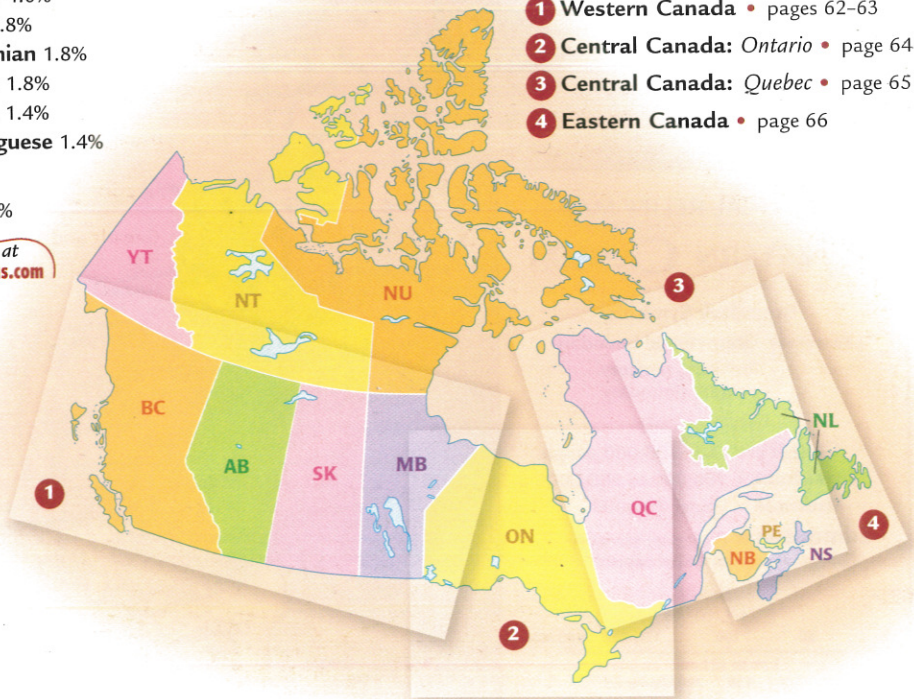 .8%
1.8%
1.8%
1.4%
1.4%
%
at
s.com
1 Western Canada • pages 62–63
2 Central Canada: Ontario • page 64
3 Central Canada: Quebec • page 65
4 Eastern Canada • page 66
YT
NT
NU
3
BC
AB
SK
MB
NL
1
ON
QC
4
PE
NB
NS
2